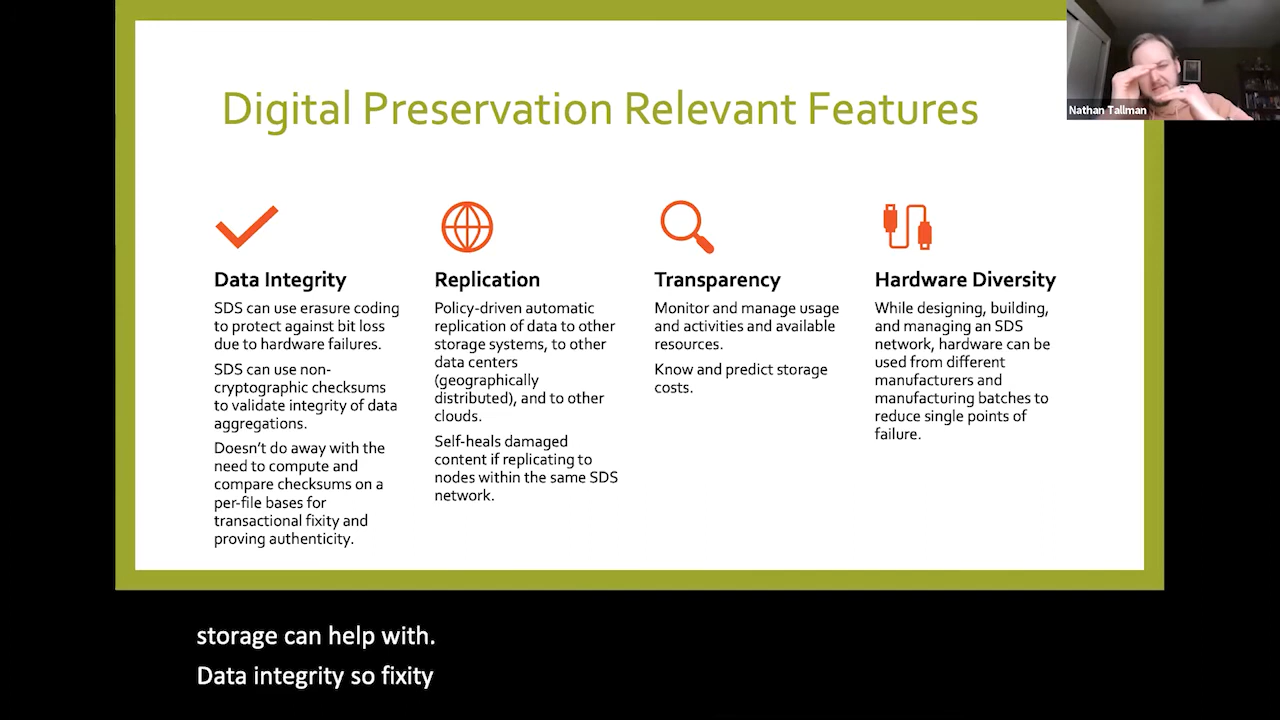 Digital Preservation Relevant Features
Nathan Tallman
Data Integrity
SDS can use erasure coding
to protect against bit loss
due to hardware failures.
SDS can use non-
cryptographic checksums
to validate integrity of data
aggregations.
Doesn't do away with the
need to compute and
compare checksums on a
per-file bases for
transactional fixity and
proving authenticity.
Replication
Policy-driven automatic
replication of data to other
storage systems, to other
data centers
(geographically
distributed), and to other
clouds.
Self-heals damaged
content if replicating to
nodes within the same SDS
network.
Transparency
Monitor and manage usage
and activities and available
resources.
Know and predict storage
costs.
Hardware Diversity
While designing, building,
and managing an SDS
network, hardware can be
used from different
manufacturers and
manufacturing batches to
reduce single points of
failure.
storage can help with.
Data integrity so fixity